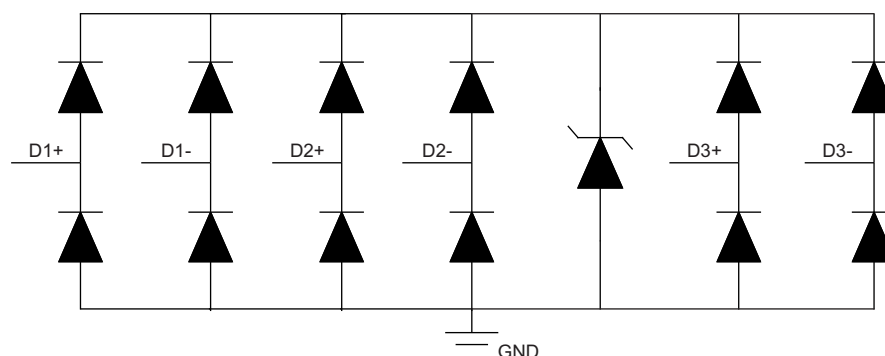 D1+ D1- D2+ D2- D3+ D3-
GND